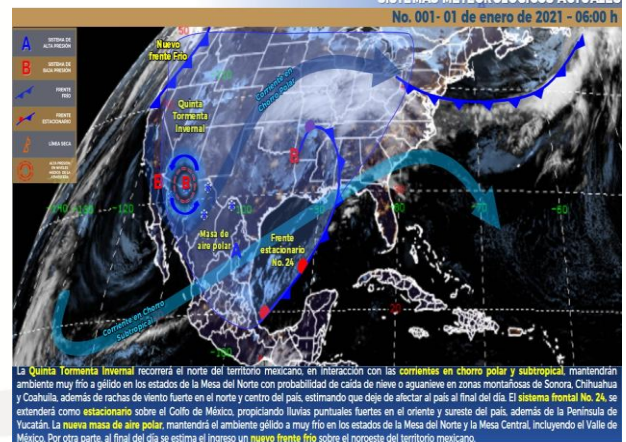 SISTEMAS METEOROLÓGICOS ACTUALES
No. 001- 01 de enero de 2021 - 06:00 h
A SISTEMA DE
ALTA PRESIÓN
B SISTEMA DE
BAJA PRESIÓN
FRENTE
FRÍO
FRENTE
ESTACIONARIO
LÍNEA SECA
Nuevo
frente Frío
Quinta
Tormenta
Invernal
Corriente en
Chorro polar
B
B
B
Masa de
aire polar
A
Frente
estacionario
No. 24
Corriente en Chorro
Subtropical
La Quinta Tormenta Invernal recorrerá el norte del territorio mexicano, en interacción con las corrientes en chorro polar y subtropical, mantendrán
ambiente muy frío a gélido en los estados de la Mesa del Norte con probabilidad de caída de nieve o aguanieve en zonas montañosas de Sonora, Chihuahua
y Coahuila, además de rachas de viento fuerte en el norte y centro del país, estimando que deje de afectar al país al final del día. El sistema frontal No. 24, se
extenderá como estacionario sobre el Golfo de México, propiciando lluvias puntuales fuertes en el oriente y sureste del país, además de la Península de
Yucatán. La nueva masa de aire polar, mantendrá el ambiente gélido a muy frío en los estados de la Mesa del Norte y la Mesa Central, incluyendo el Valle de
México. Por otra parte, al final del día se estima el ingreso un nuevo frente frío sobre el noroeste del territorio mexicano.